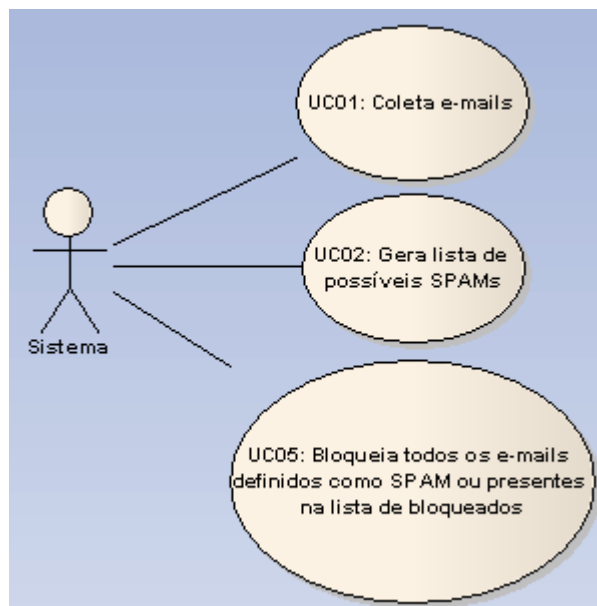 UC01: Coleta e-mails
UC02: Gera lista de
possíveis SPAMs
Sistema
UC05: Bloqueia todos os e-mails
definidos como SPAM ou presentes
na lista de bloqueados